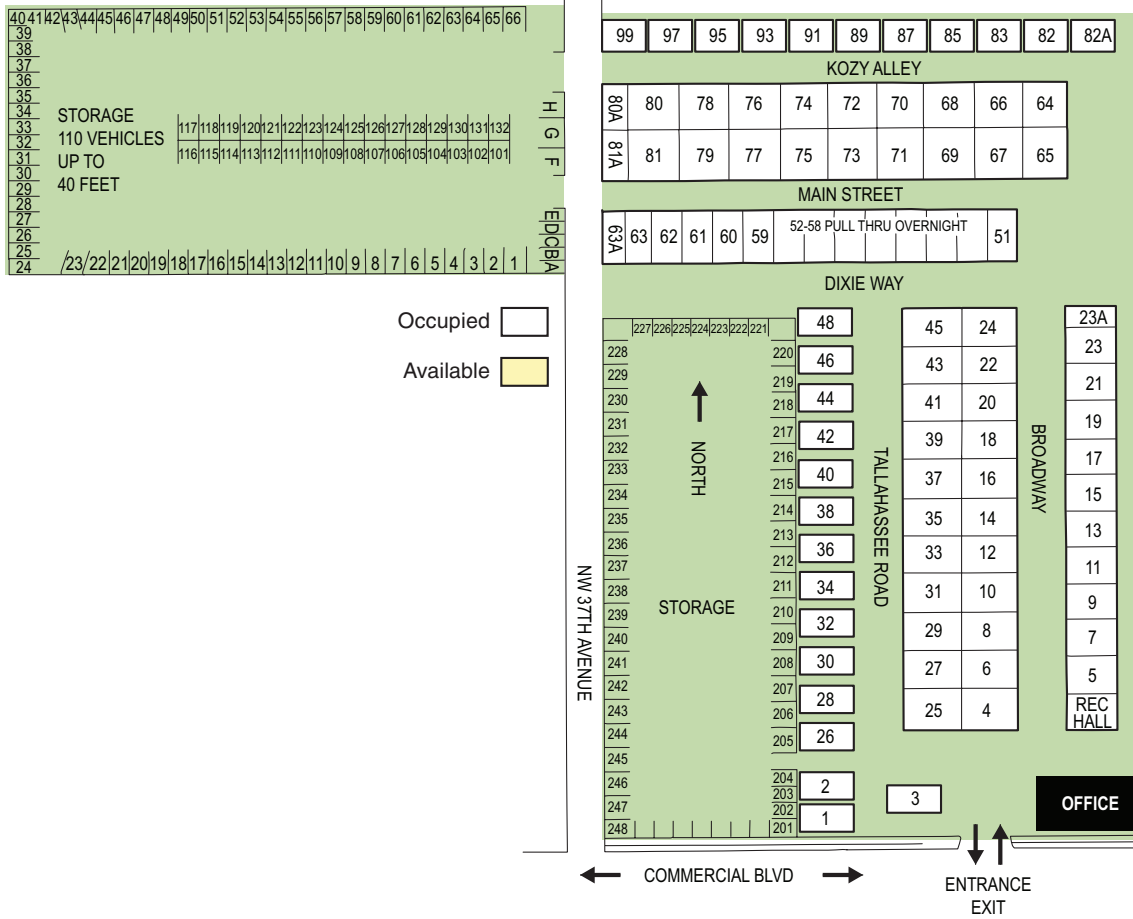 40 41 42 43 44 45 46 47 48 49 50 51 52 53 54 55 56 57 58 59 60 61 62 63 64 65 66
39
38
37
36
35
34
33
32
31
30
29
28
27
26
25
24
STORAGE
110 VEHICLES
UP TO
40 FEET
117 118 119 120 121 122 123 124 125 126 127 128 129 130 131 132
116 115 114 113 112 111 110 109 108 107 106 105 104 103 102 101
H
G
F
E
D
C
B
A
23 22 21 20 19 18 17 16 15 14 13 12 11 10 9 8 7 6 5 4 3 2 1
Occupied
Available
99 97 95 93 91 89 87 85 83 82 82A
KOZY ALLEY
80A 80 78 76 74 72 70 68 66 64
81A 81 79 77 75 73 71 69 67 65
MAIN STREET
63A 63 62 61 60 59 52-58 PULL THRU OVERNIGHT 51
DIXIE WAY
NW 37TH AVENUE
227 226 225 224 223 222 221
228
229
230
231
232
233
234
235
236
237
238
239
240
241
242
243
244
245
246
247
248
NORTH
STORAGE
220
219
218
217
216
215
214
213
212
211
210
209
208
207
206
205
204
203
202
201
48
46
44
42
40
38
36
34
32
30
28
26
2
1
TALLAHASSEE ROAD
45 24
43 22
41 20
39 18
37 16
35 14
33 12
31 10
29 8
27 6
25 4
3
BROADWAY
23A
23
21
19
17
15
13
11
9
7
5
REC
HALL
OFFICE
COMMERCIAL BLVD
ENTRANCE
EXIT